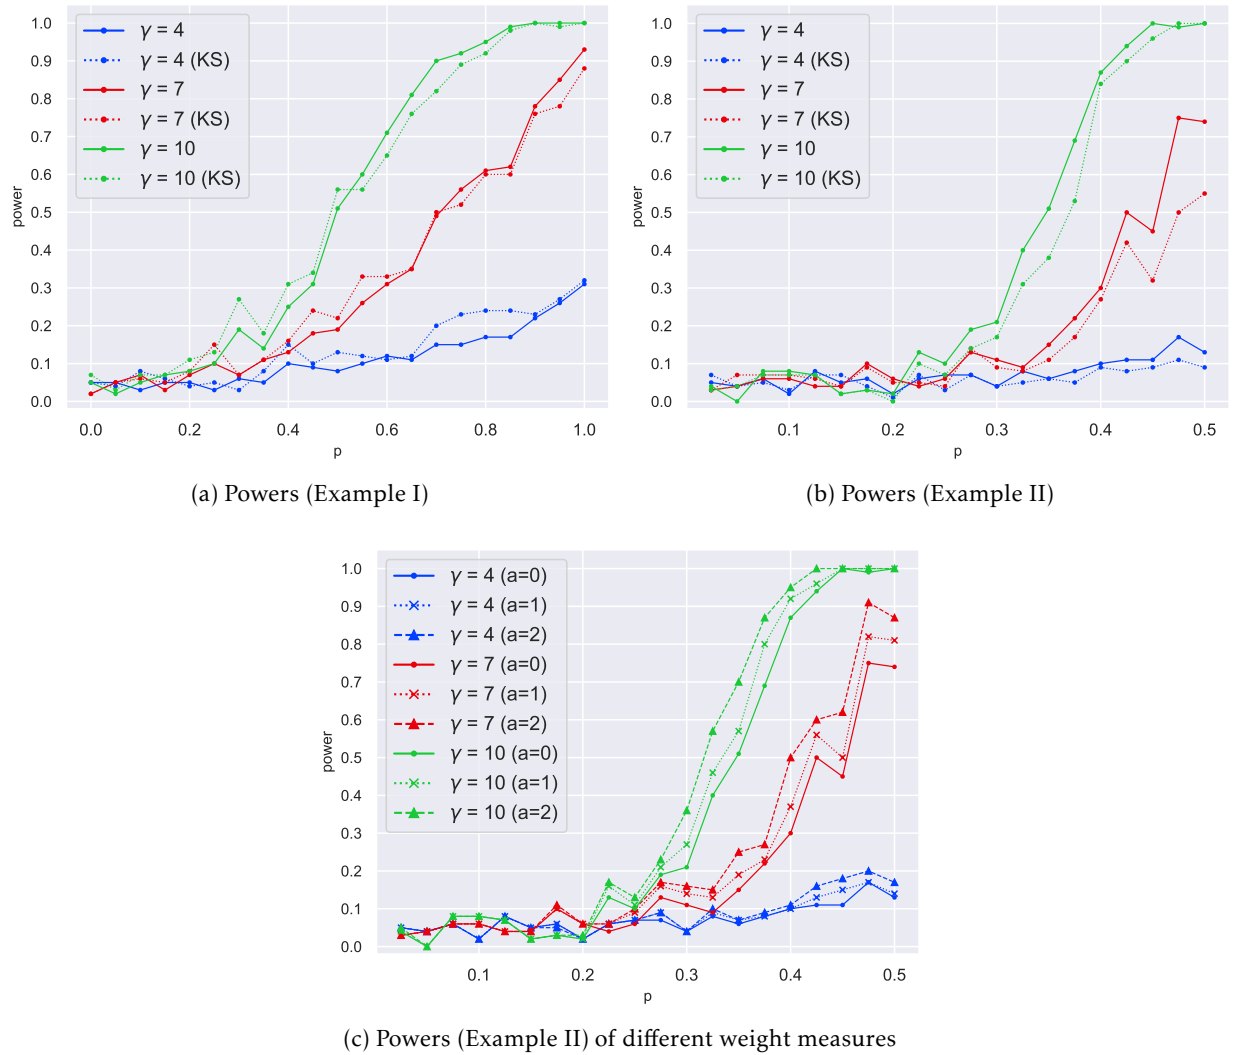 γ = 4
γ = 4 (KS)
γ = 7
γ = 7 (KS)
γ = 10
γ = 10 (KS)
1.0
0.9
0.8
0.7
0.6
0.5
0.4
0.3
0.2
0.1
0.0
power
0.0 0.2 0.4 0.6 0.8 1.0
p
(a) Powers (Example I)
γ = 4
γ = 4 (KS)
γ = 7
γ = 7 (KS)
γ = 10
γ = 10 (KS)
1.0
0.9
0.8
0.7
0.6
0.5
0.4
0.3
0.2
0.1
0.0
power
0.1 0.2 0.3 0.4 0.5
p
(b) Powers (Example II)
γ = 4 (a=0)
γ = 4 (a=1)
γ = 4 (a=2)
γ = 7 (a=0)
γ = 7 (a=1)
γ = 7 (a=2)
γ = 10 (a=0)
γ = 10 (a=1)
γ = 10 (a=2)
1.0
0.9
0.8
0.7
0.6
0.5
0.4
0.3
0.2
0.1
0.0
power
0.1 0.2 0.3 0.4 0.5
p
(c) Powers (Example II) of different weight measures